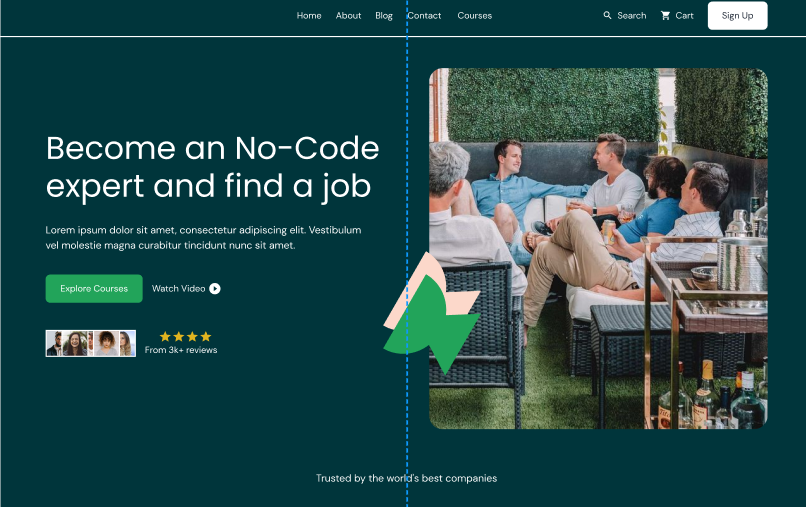 Home About Blog Contact Courses Search Cart Sign Up
Become an No-Code
expert and find a job
Lorem ipsum dolor sit amet, consectetur adipiscing elit. Vestibulum
vel molestie magna curabitur tincidunt nunc sit amet.
Explore Courses Watch Video
From 3k+ reviews
Trusted by the world's best companies